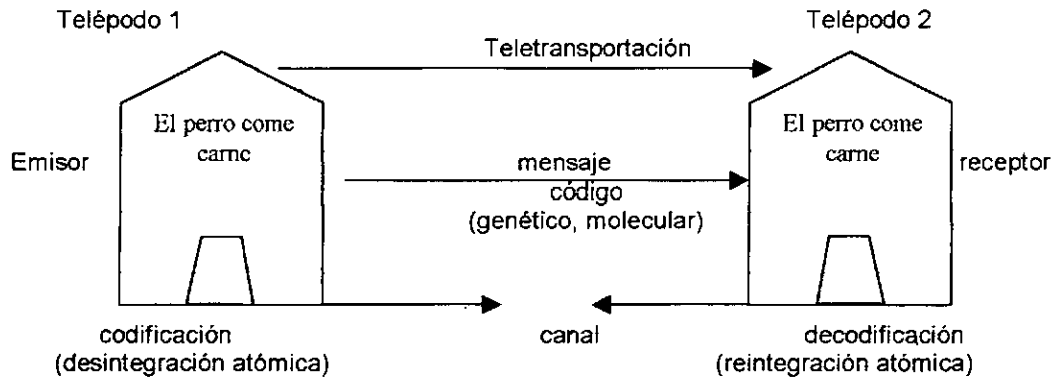 Telépodo 1
Telépodo 2
Teletransportación
El perro come
carne
El perro come
carne
Emisor
mensaje
receptor
código
(genético, molecular)
codificación
(desintegración atómica)
canal
decodificación
(reintegración atómica)